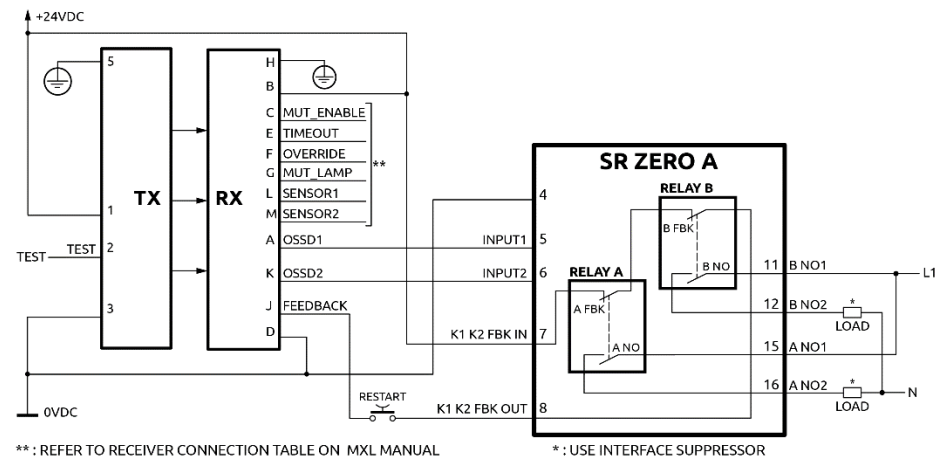 +24VDC
5
H
B
C MUT_ENABLE
E TIMEOUT
F OVERRIDE
G MUT_LAMP
L SENSOR1
M SENSOR2
**
TX
RX
1
TEST
TEST
2
3
A OSSD1
K OSSD2
J FEEDBACK
D
0VDC
RESTART
INPUT1
INPUT2
K1 K2 FBK IN
K1 K2 FBK OUT
SR ZERO A
4
5
6
7
8
RELAY B
B FBK
B NO
RELAY A
A FBK
A NO
11 B NO1
12 B NO2
15 A NO1
16 A NO2
*
LOAD
*
LOAD
L1
N
** : REFER TO RECEIVER CONNECTION TABLE ON MXL MANUAL
* : USE INTERFACE SUPPRESSOR